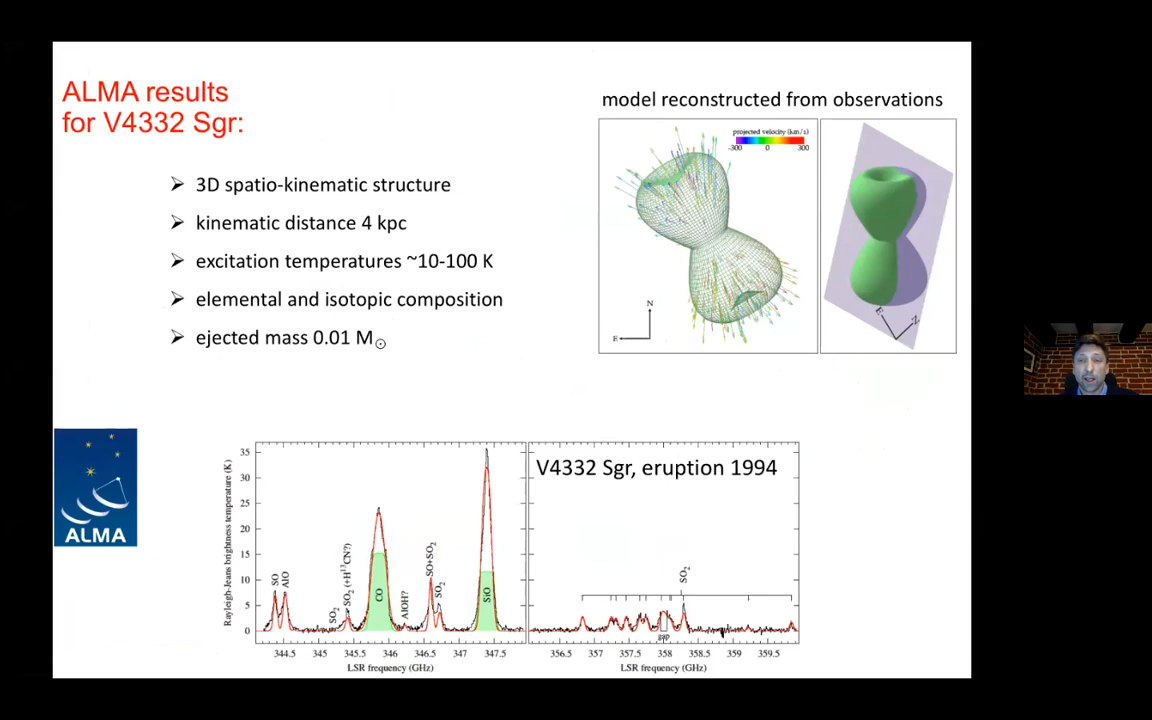 ALMA results
for V4332 Sgr:
model reconstructed from observations
projected velocity (km/s)
-300 0 300
➢ 3D spatio-kinematic structure
➢ kinematic distance 4 kpc
➢ excitation temperatures ~10-100 K
➢ elemental and isotopic composition
➢ ejected mass 0.01 M☉
N
E
E
N
ALMA
V4332 Sgr, eruption 1994
Rayleigh-Jeans brightness temperature (K)
35
30
25
20
15
10
5
0
SO
AlO
SO2
SO2 (+H13CN?)
CO
AlOH?
SO+SO2
SO2
SiO
SO2
gap
344.5 345 345.5 346 346.5 347 347.5
356.5 357 357.5 358 358.5 359 359.5
LSR frequency (GHz)
LSR frequency (GHz)